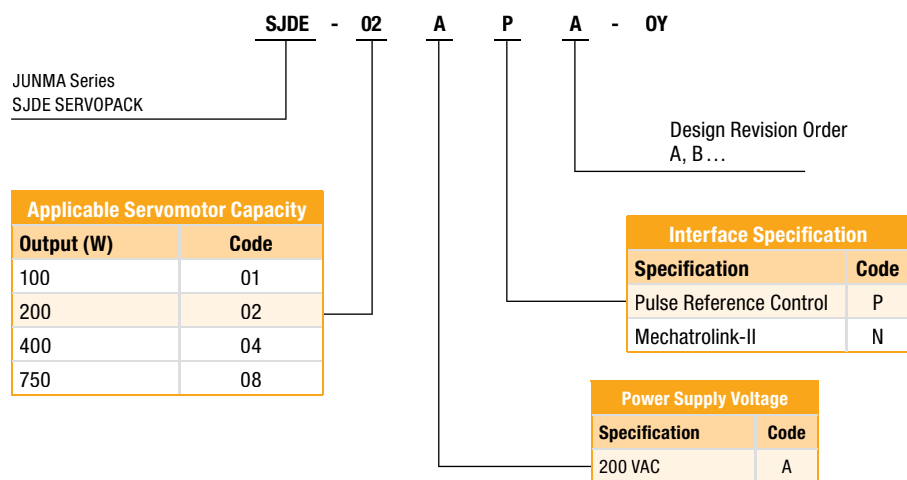 SJDE - 02 A P A - OY
JUNMA Series
SJDE SERVOPACK
Design Revision Order
A, B...
Applicable Servomotor Capacity
Output (W) Code
100 01
200 02
400 04
750 08
Interface Specification
Specification Code
Pulse Reference Control P
Mechatrolink-II N
Power Supply Voltage
Specification Code
200 VAC A